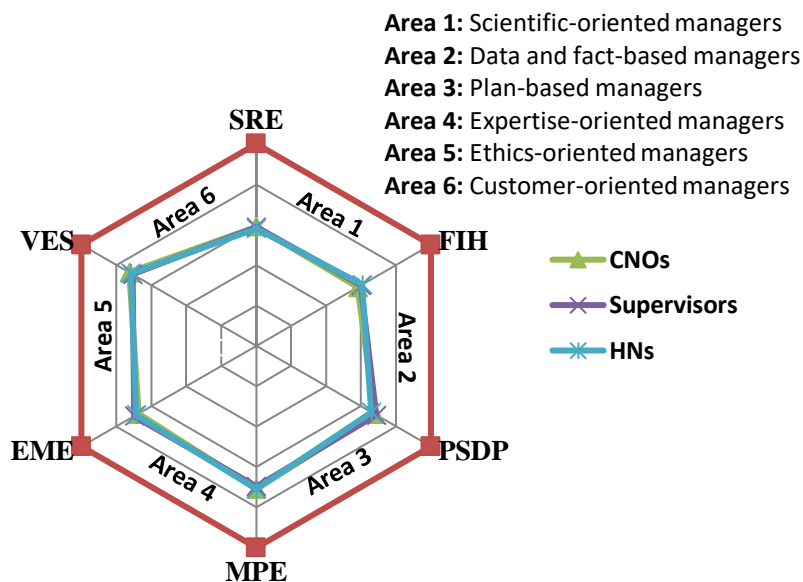 Area 1: Scientific-oriented managers
Area 2: Data and fact-based managers
Area 3: Plan-based managers
Area 4: Expertise-oriented managers
Area 5: Ethics-oriented managers
Area 6: Customer-oriented managers
SRE
Area 6
Area 1
VES
FIH
CNOs
Supervisors
HNs
Area 5
Area 2
EME
PSDP
Area 4
Area 3
MPE